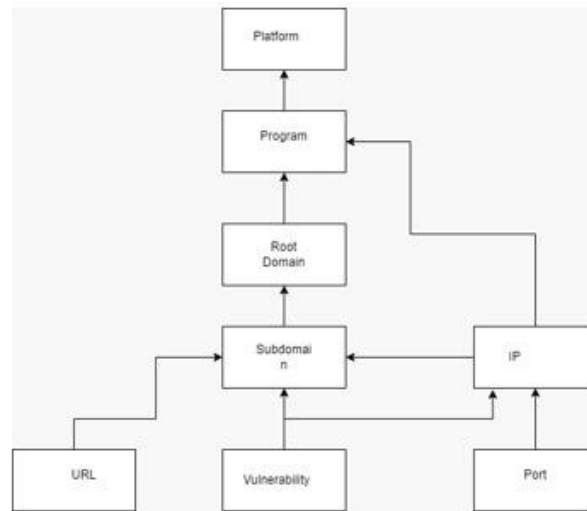 Platform
Program
Root
Domain
Subdomai
n
IP
URL
Vulnerability
Port